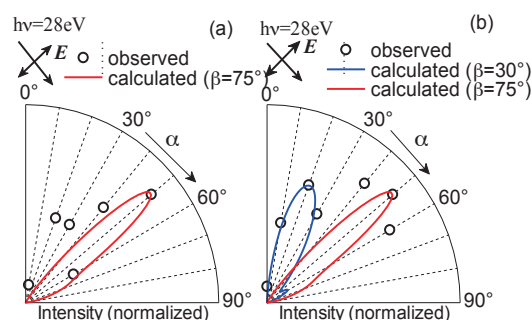 (a)
hν=28eV
E
observed
calculated (β=75°)
0°
30°
α
60°
90°
Intensity (normalized)
(b)
hν=28eV
E
observed
calculated (β=30°)
calculated (β=75°)
0°
30°
α
60°
90°
Intensity (normalized)